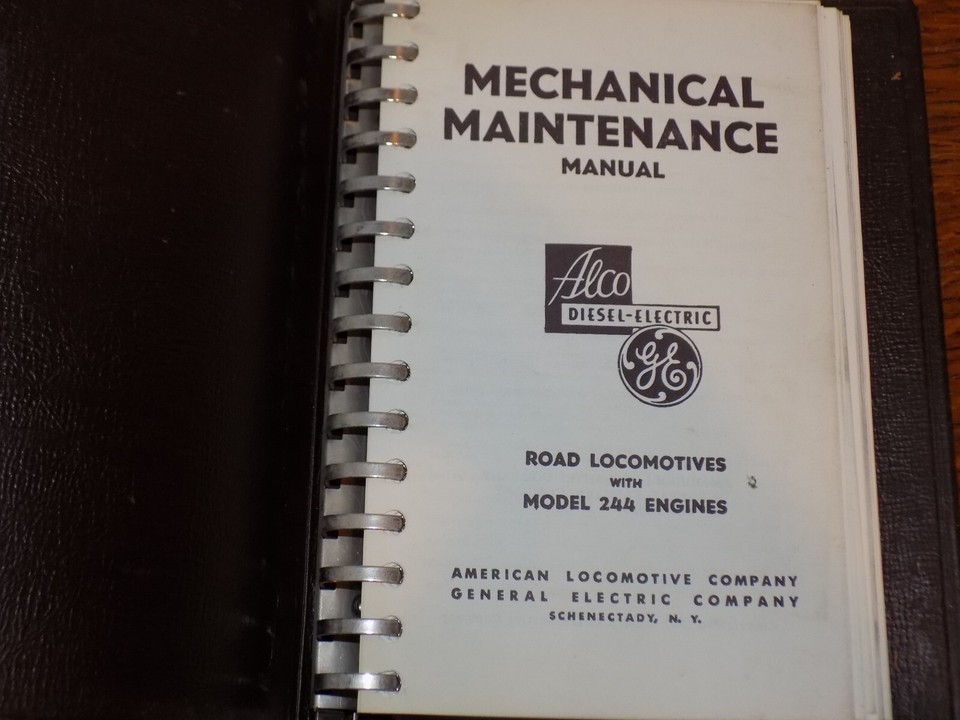 MECHANICAL
MAINTENANCE
MANUAL
Alco
DIESEL-ELECTRIC
GE
ROAD LOCOMOTIVES
WITH
MODEL 244 ENGINES
AMERICAN LOCOMOTIVE COMPANY
GENERAL ELECTRIC COMPANY
SCHENECTADY, N. Y.